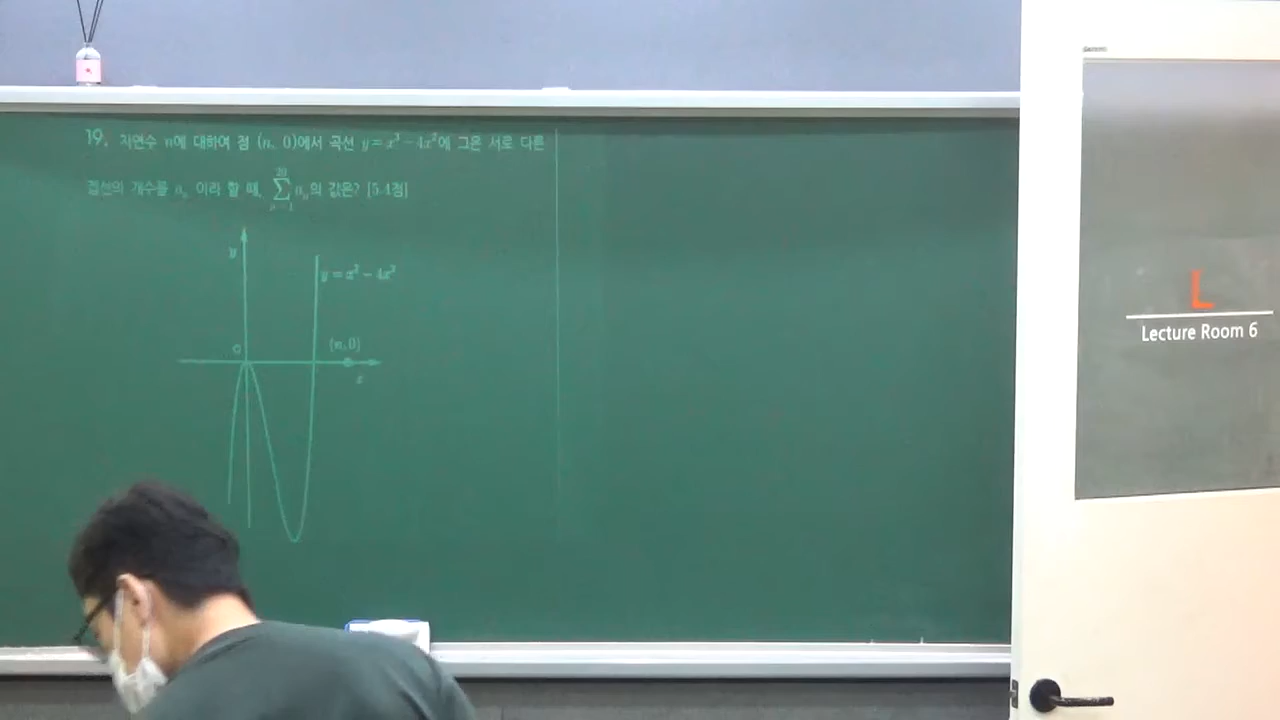 19. 자연수 n에 대하여 점 (n, 0)에서 곡선 y=x³-4x²에 그은 서로 다른
접선의 개수를 aₙ 이라 할 때, 20 ∑ n=1 aₙ의 값은? [5.4점]
y
y=x³-4x²
O
(n,0)
x
L
Lecture Room 6